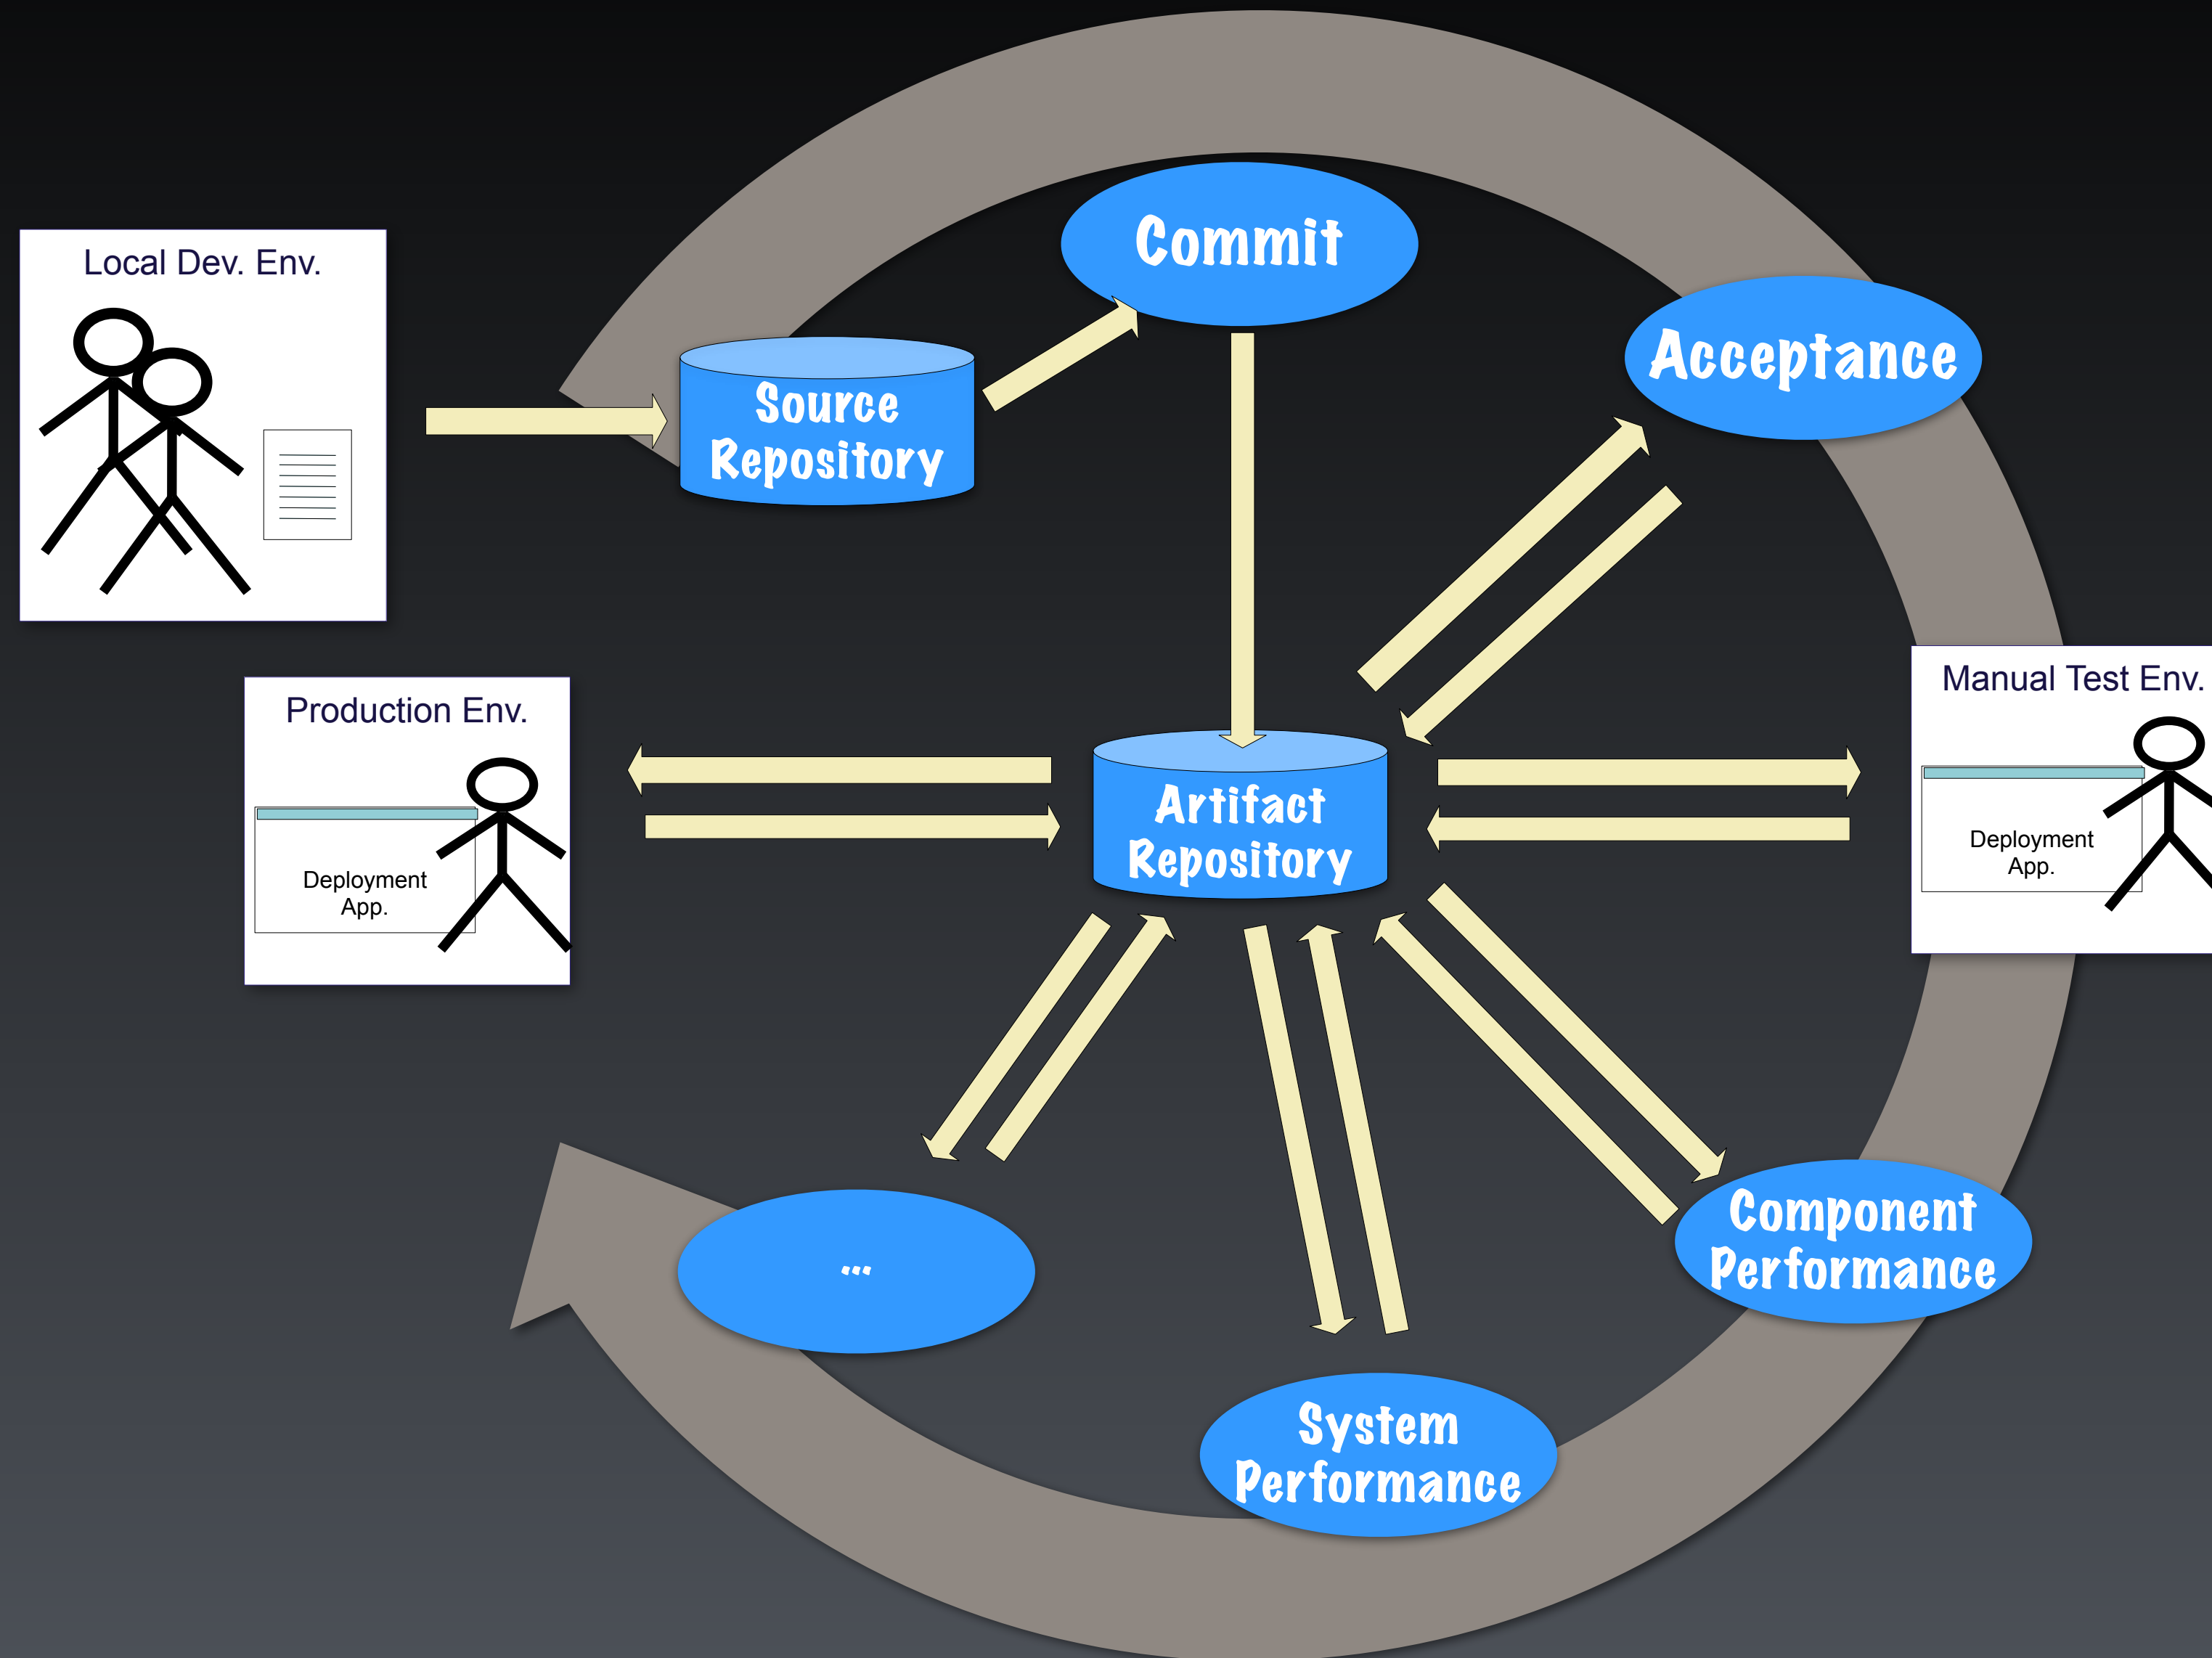 Commit
Local Dev. Env.
Acceptance
Source
Repository
Manual Test Env.
Production Env.
Artifact
Repository
Deployment
App.
Deployment
App.
Component
Performance
...
System
Performance